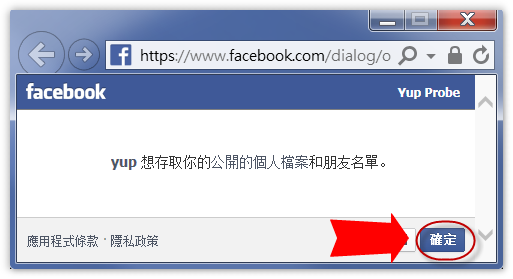 https://www.facebook.com/dialog/o
facebook
Yup Probe
yup 想存取你的公開的個人檔案和朋友名單。
應用程式條款 · 隱私政策
確定